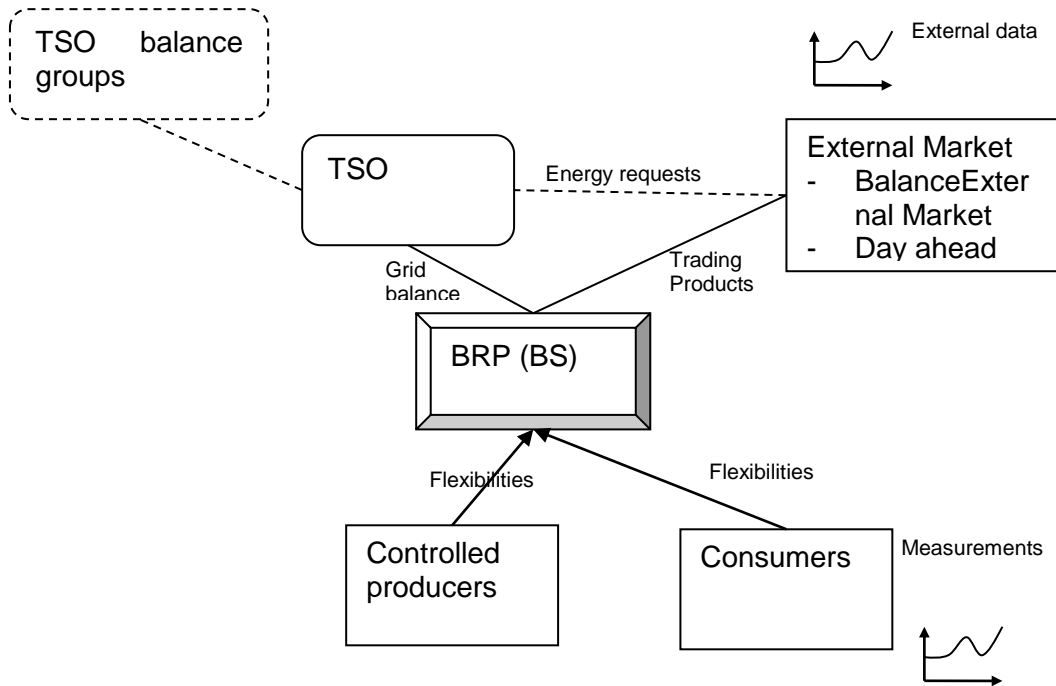 TSO balance
groups
External data
TSO
Energy requests
External Market
- BalanceExter
nal Market
- Day ahead
Grid
balance
Trading
Products
BRP (BS)
Flexibilities
Flexibilities
Controlled
producers
Consumers
Measurements